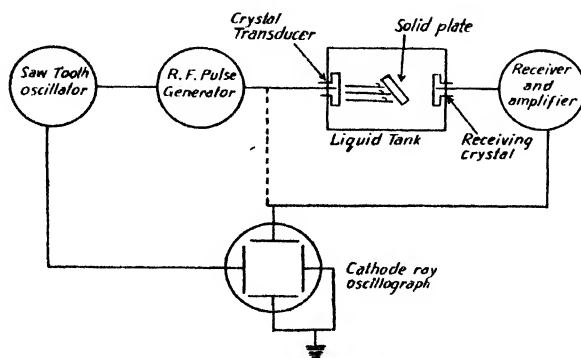 Crystal
Transducer
Solid plate
Saw Tooth
oscillator
R. F. Pulse
Generator
Receiver
and
amplifier
Liquid Tank
Receiving
crystal
Cathode ray
oscillograph